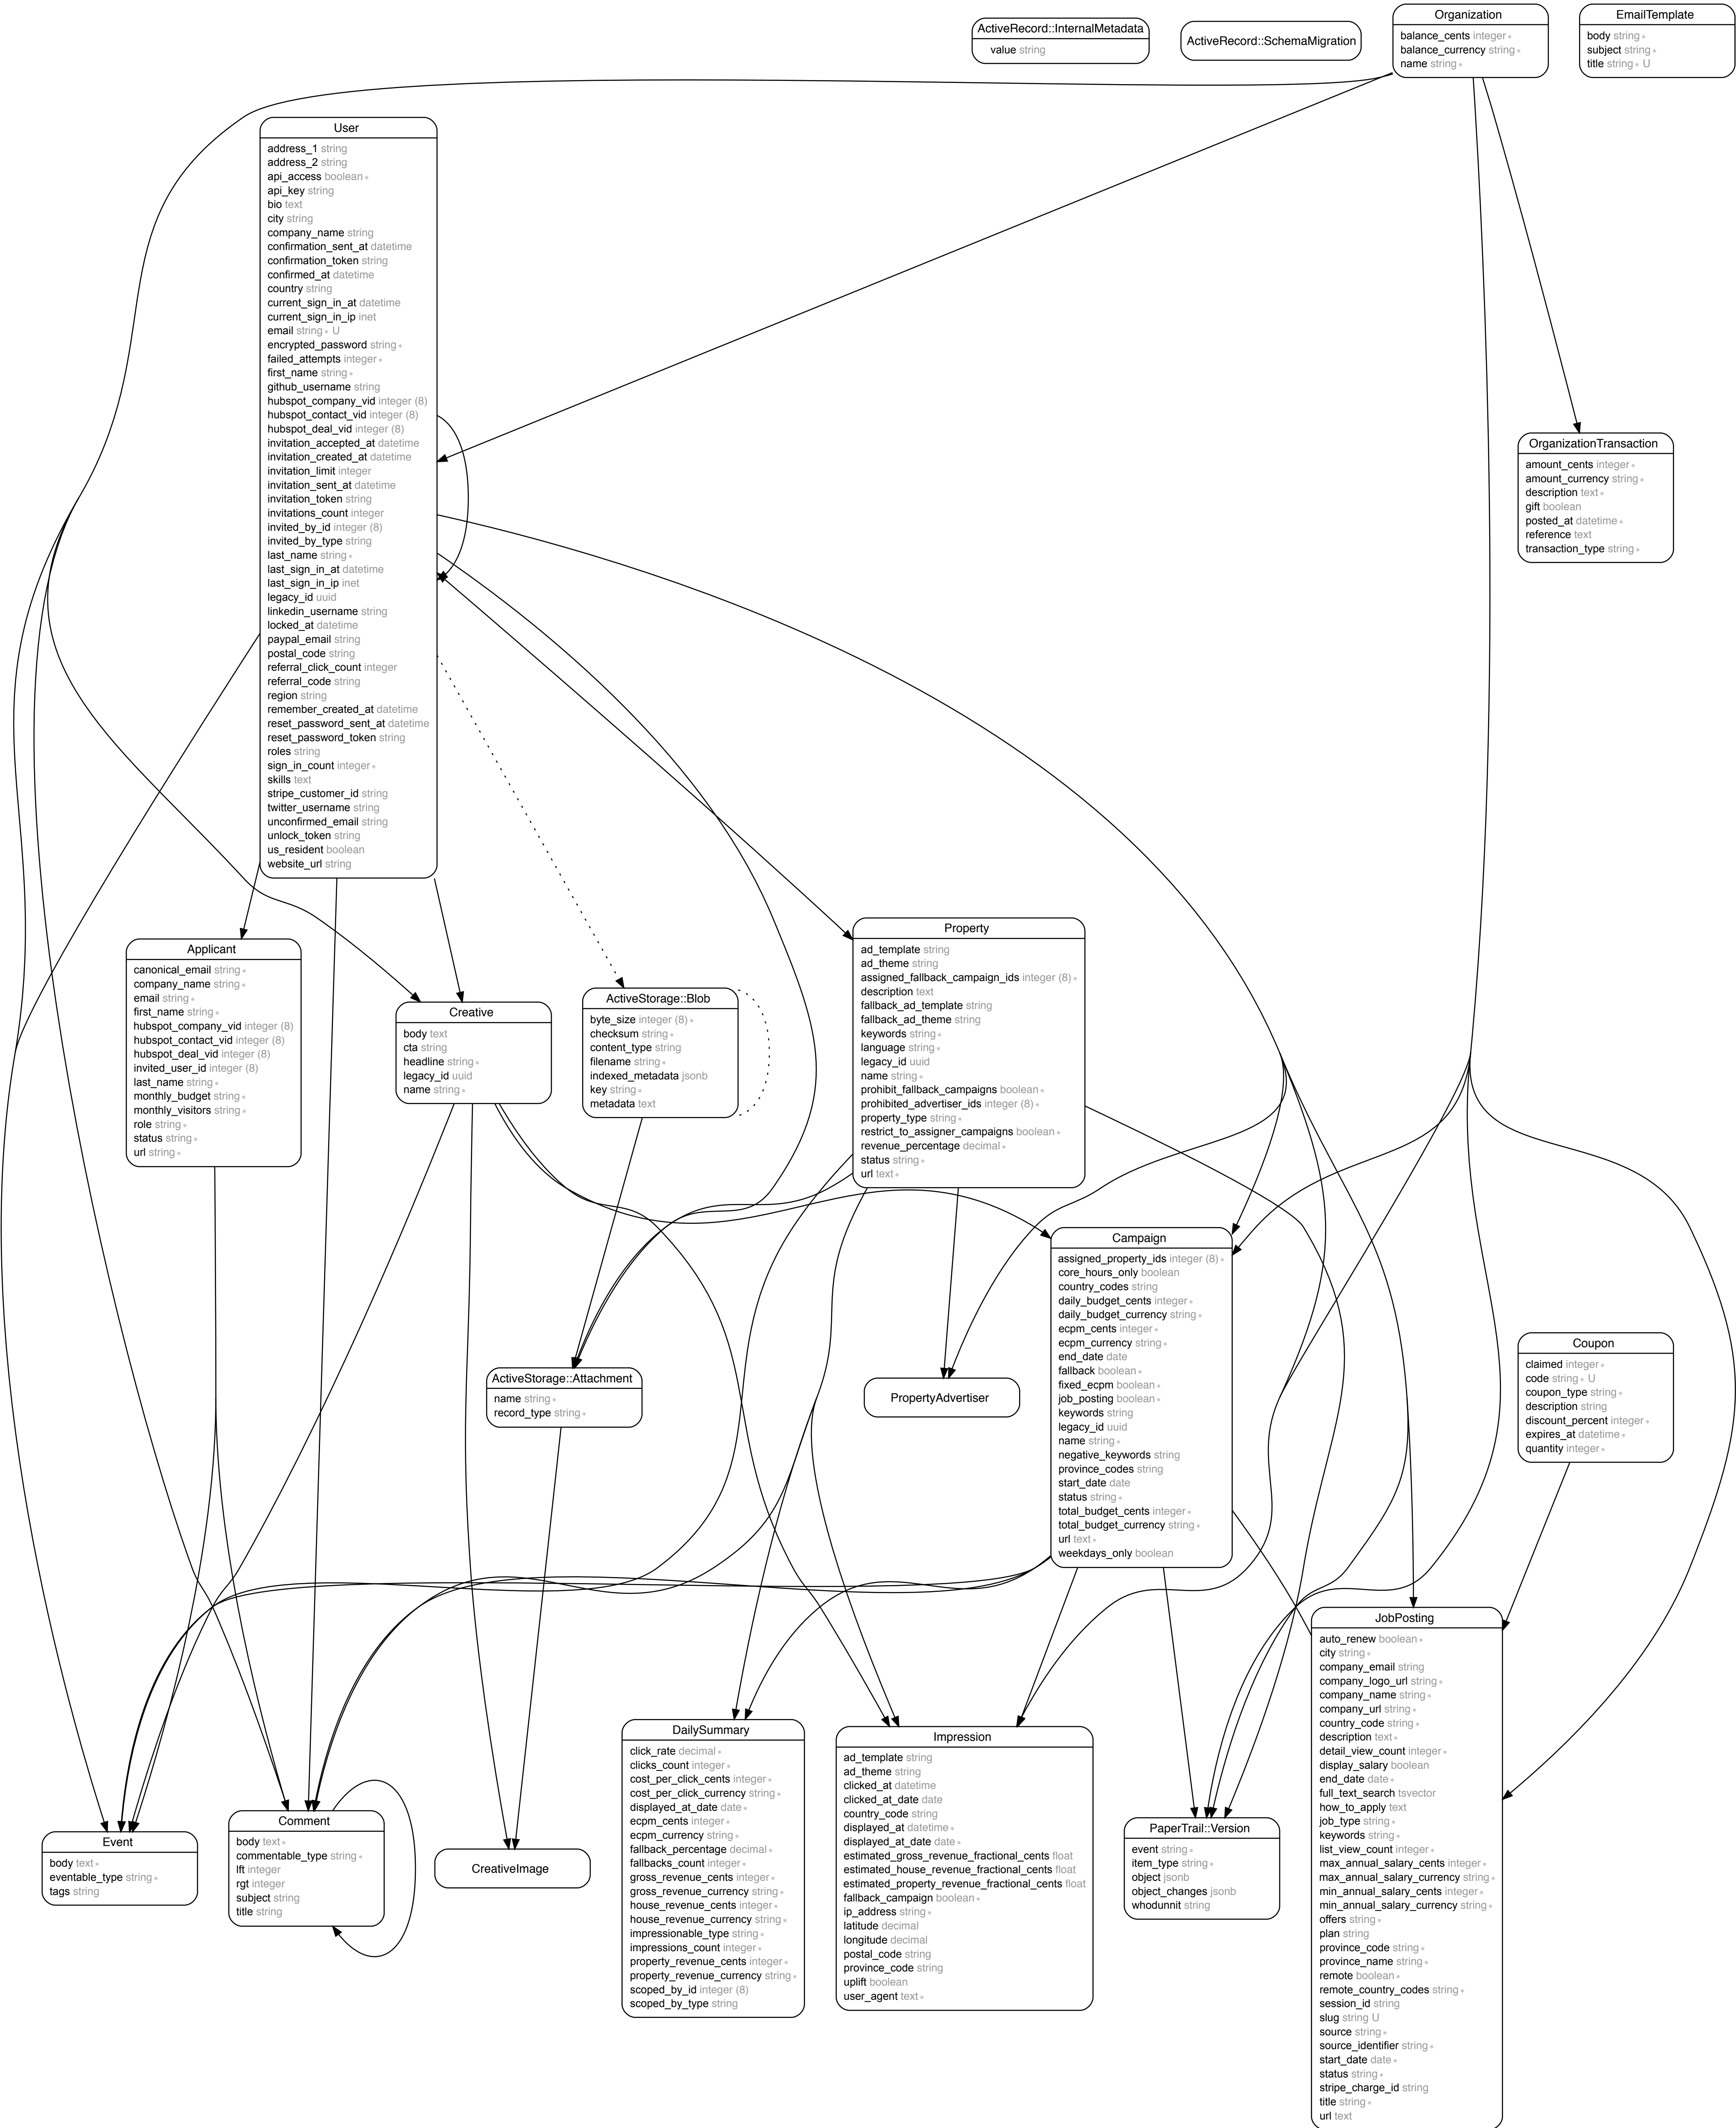 ActiveRecord::InternalMetadata
value string
ActiveRecord::SchemaMigration
Organization
balance_cents integer ∗
balance_currency string ∗
name string ∗
EmailTemplate
body string ∗
subject string ∗
title string ∗ U
User
address_1 string
address_2 string
api_access boolean ∗
api_key string
bio text
city string
company_name string
confirmation_sent_at datetime
confirmation_token string
confirmed_at datetime
country string
current_sign_in_at datetime
current_sign_in_ip inet
email string ∗ U
encrypted_password string ∗
failed_attempts integer ∗
first_name string ∗
github_username string
hubspot_company_vid integer (8)
hubspot_contact_vid integer (8)
hubspot_deal_vid integer (8)
invitation_accepted_at datetime
invitation_created_at datetime
invitation_limit integer
invitation_sent_at datetime
invitation_token string
invitations_count integer
invited_by_id integer (8)
invited_by_type string
last_name string ∗
last_sign_in_at datetime
last_sign_in_ip inet
legacy_id uuid
linkedin_username string
locked_at datetime
paypal_email string
postal_code string
referral_click_count integer
referral_code string
region string
remember_created_at datetime
reset_password_sent_at datetime
reset_password_token string
roles string
sign_in_count integer ∗
skills text
stripe_customer_id string
twitter_username string
unconfirmed_email string
unlock_token string
us_resident boolean
website_url string
OrganizationTransaction
amount_cents integer ∗
amount_currency string ∗
description text ∗
gift boolean
posted_at datetime ∗
reference text
transaction_type string ∗
Applicant
canonical_email string ∗
company_name string ∗
email string ∗
first_name string ∗
hubspot_company_vid integer (8)
hubspot_contact_vid integer (8)
hubspot_deal_vid integer (8)
invited_user_id integer (8)
last_name string ∗
monthly_budget string ∗
monthly_visitors string ∗
role string ∗
status string ∗
url string ∗
Creative
body text
cta string
headline string ∗
legacy_id uuid
name string ∗
ActiveStorage::Blob
byte_size integer (8) ∗
checksum string ∗
content_type string
filename string ∗
indexed_metadata jsonb
key string ∗
metadata text
Property
ad_template string
ad_theme string
assigned_fallback_campaign_ids integer (8) ∗
description text
fallback_ad_template string
fallback_ad_theme string
keywords string ∗
language string ∗
legacy_id uuid
name string ∗
prohibit_fallback_campaigns boolean ∗
prohibited_advertiser_ids integer (8) ∗
property_type string ∗
restrict_to_assigner_campaigns boolean ∗
revenue_percentage decimal ∗
status string ∗
url text ∗
Campaign
assigned_property_ids integer (8) ∗
core_hours_only boolean
country_codes string
daily_budget_cents integer ∗
daily_budget_currency string ∗
ecpm_cents integer ∗
ecpm_currency string ∗
end_date date
fallback boolean ∗
fixed_ecpm boolean ∗
job_posting boolean ∗
keywords string
legacy_id uuid
name string ∗
negative_keywords string
province_codes string
start_date date
status string ∗
total_budget_cents integer ∗
total_budget_currency string ∗
url text ∗
weekdays_only boolean
Coupon
claimed integer ∗
code string ∗ U
coupon_type string ∗
description string
discount_percent integer ∗
expires_at datetime ∗
quantity integer ∗
ActiveStorage::Attachment
name string ∗
record_type string ∗
PropertyAdvertiser
JobPosting
auto_renew boolean ∗
city string ∗
company_email string
company_logo_url string ∗
company_name string ∗
company_url string ∗
country_code string ∗
description text ∗
detail_view_count integer ∗
display_salary boolean
end_date date ∗
full_text_search tsvector
how_to_apply text
job_type string ∗
keywords string ∗
list_view_count integer ∗
max_annual_salary_cents integer ∗
max_annual_salary_currency string ∗
min_annual_salary_cents integer ∗
min_annual_salary_currency string ∗
offers string ∗
plan string
province_code string ∗
province_name string ∗
remote boolean ∗
remote_country_codes string ∗
session_id string
slug string U
source string ∗
source_identifier string ∗
start_date date ∗
status string ∗
stripe_charge_id string
title string ∗
url text
DailySummary
click_rate decimal ∗
clicks_count integer ∗
cost_per_click_cents integer ∗
cost_per_click_currency string ∗
displayed_at_date date ∗
ecpm_cents integer ∗
ecpm_currency string ∗
fallback_percentage decimal ∗
fallbacks_count integer ∗
gross_revenue_cents integer ∗
gross_revenue_currency string ∗
house_revenue_cents integer ∗
house_revenue_currency string ∗
impressionable_type string ∗
impressions_count integer ∗
property_revenue_cents integer ∗
property_revenue_currency string ∗
scoped_by_id integer (8)
scoped_by_type string
Impression
ad_template string
ad_theme string
clicked_at datetime
clicked_at_date date
country_code string
displayed_at datetime ∗
displayed_at_date date ∗
estimated_gross_revenue_fractional_cents float
estimated_house_revenue_fractional_cents float
estimated_property_revenue_fractional_cents float
fallback_campaign boolean ∗
ip_address string ∗
latitude decimal
longitude decimal
postal_code string
province_code string
uplift boolean
user_agent text ∗
Event
body text ∗
eventable_type string ∗
tags string
Comment
body text ∗
commentable_type string ∗
lft integer
rgt integer
subject string
title string
CreativeImage
PaperTrail::Version
event string ∗
item_type string ∗
object jsonb
object_changes jsonb
whodunnit string